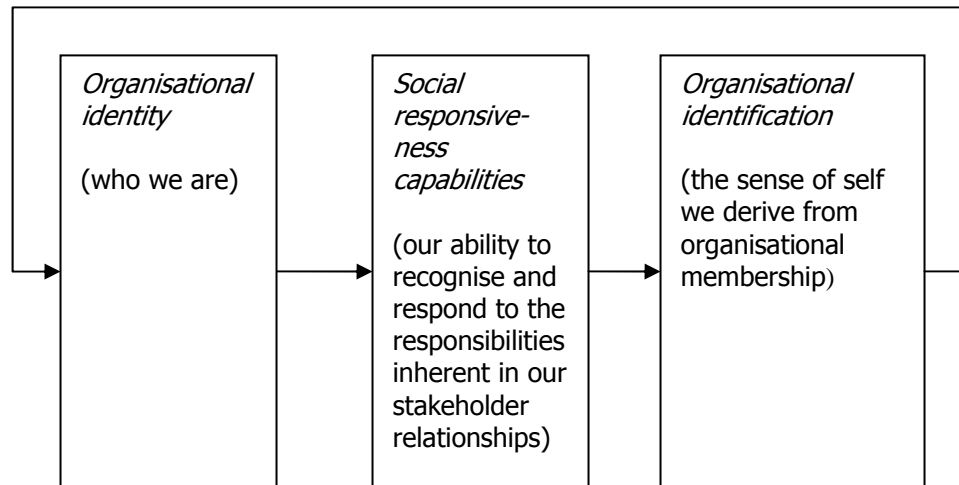 Organisational
identity
(who we are)
Social
responsive-
ness
capabilities
(our ability to
recognise and
respond to the
responsibilities
inherent in our
stakeholder
relationships)
Organisational
identification
(the sense of self
we derive from
organisational
membership)